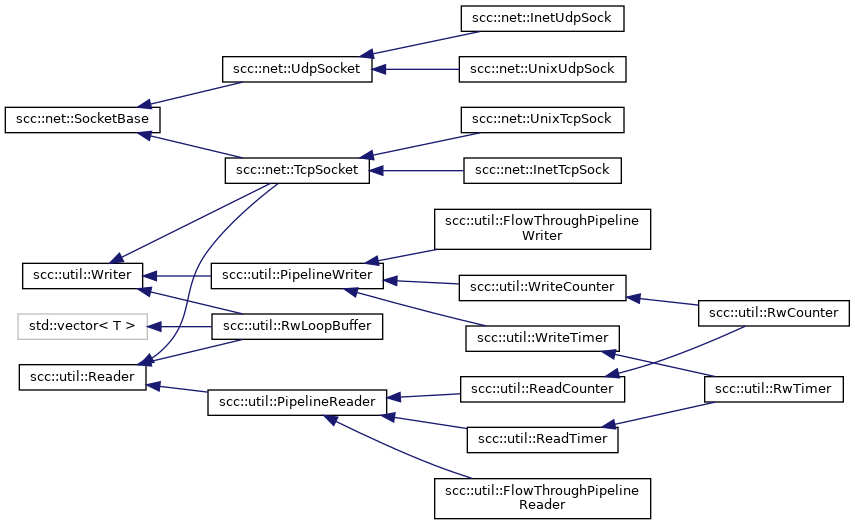 scc::net::InetUdpSock
scc::net::UdpSocket
scc::net::UnixUdpSock
scc::net::SocketBase
scc::net::UnixTcpSock
scc::net::TcpSocket
scc::net::InetTcpSock
scc::util::FlowThroughPipeline
Writer
scc::util::Writer
scc::util::PipelineWriter
scc::util::WriteCounter
scc::util::RwCounter
std::vector< T >
scc::util::RwLoopBuffer
scc::util::WriteTimer
scc::util::Reader
scc::util::ReadCounter
scc::util::RwTimer
scc::util::PipelineReader
scc::util::ReadTimer
scc::util::FlowThroughPipeline
Reader